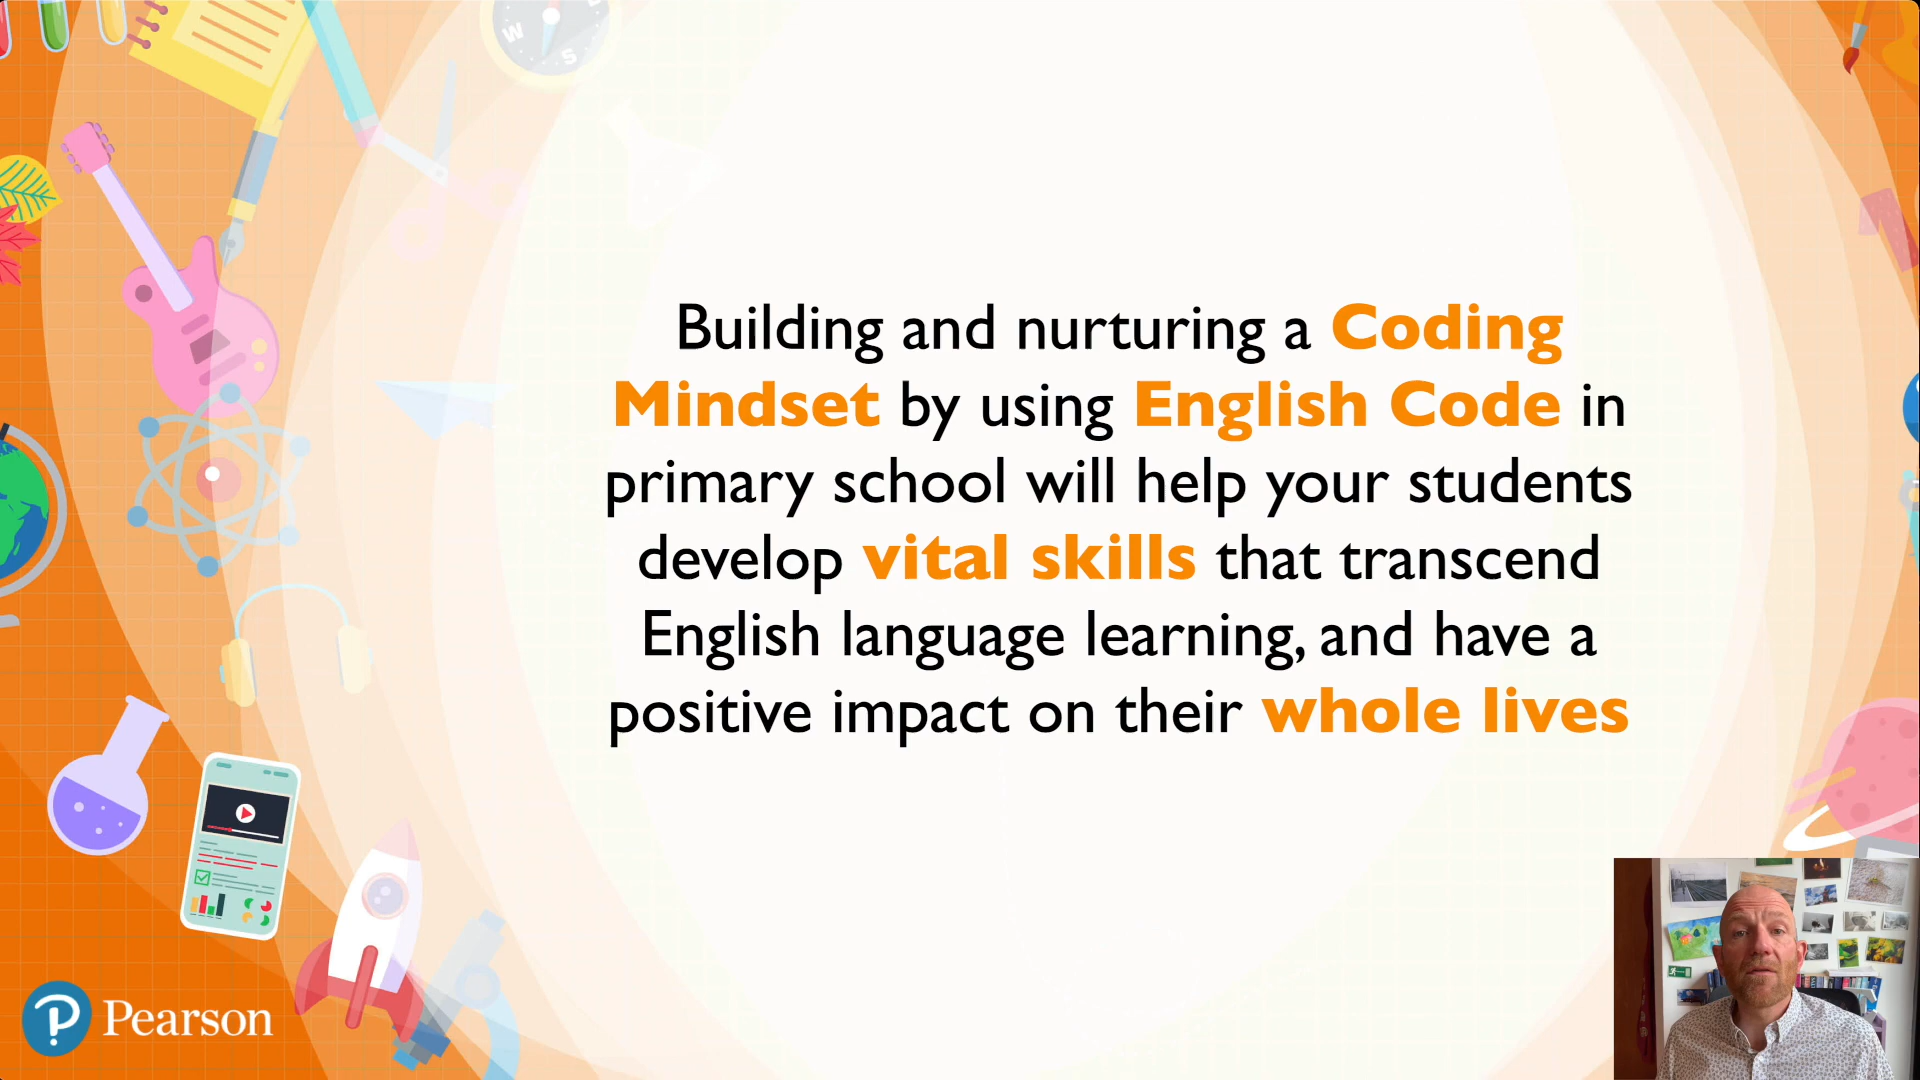 W
S
Building and nurturing a Coding
Mindset by using English Code in
primary school will help your students
develop vital skills that transcend
English language learning, and have a
positive impact on their whole lives
Pearson